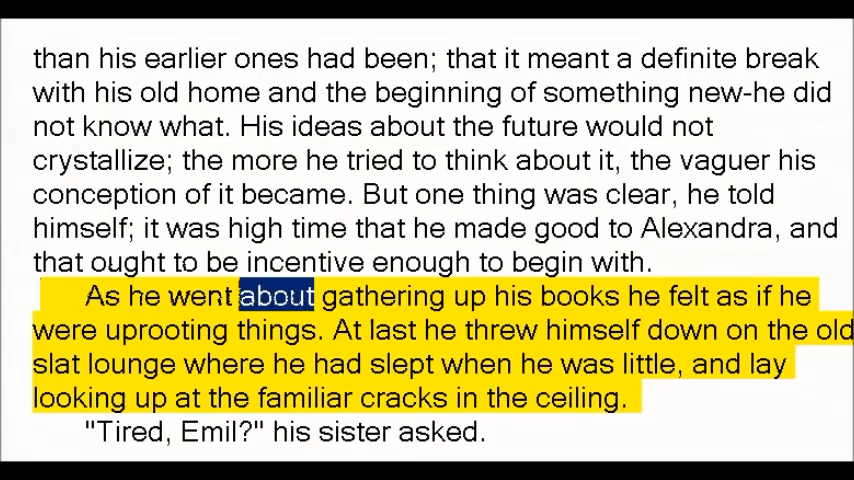 than his earlier ones had been; that it meant a definite break
with his old home and the beginning of something new-he did
not know what. His ideas about the future would not
crystallize; the more he tried to think about it, the vaguer his
conception of it became. But one thing was clear, he told
himself; it was high time that he made good to Alexandra, and
that ought to be incentive enough to begin with.
As he went about gathering up his books he felt as if he
were uprooting things. At last he threw himself down on the old
slat lounge where he had slept when he was little, and lay
looking up at the familiar cracks in the ceiling.
"Tired, Emil?" his sister asked.